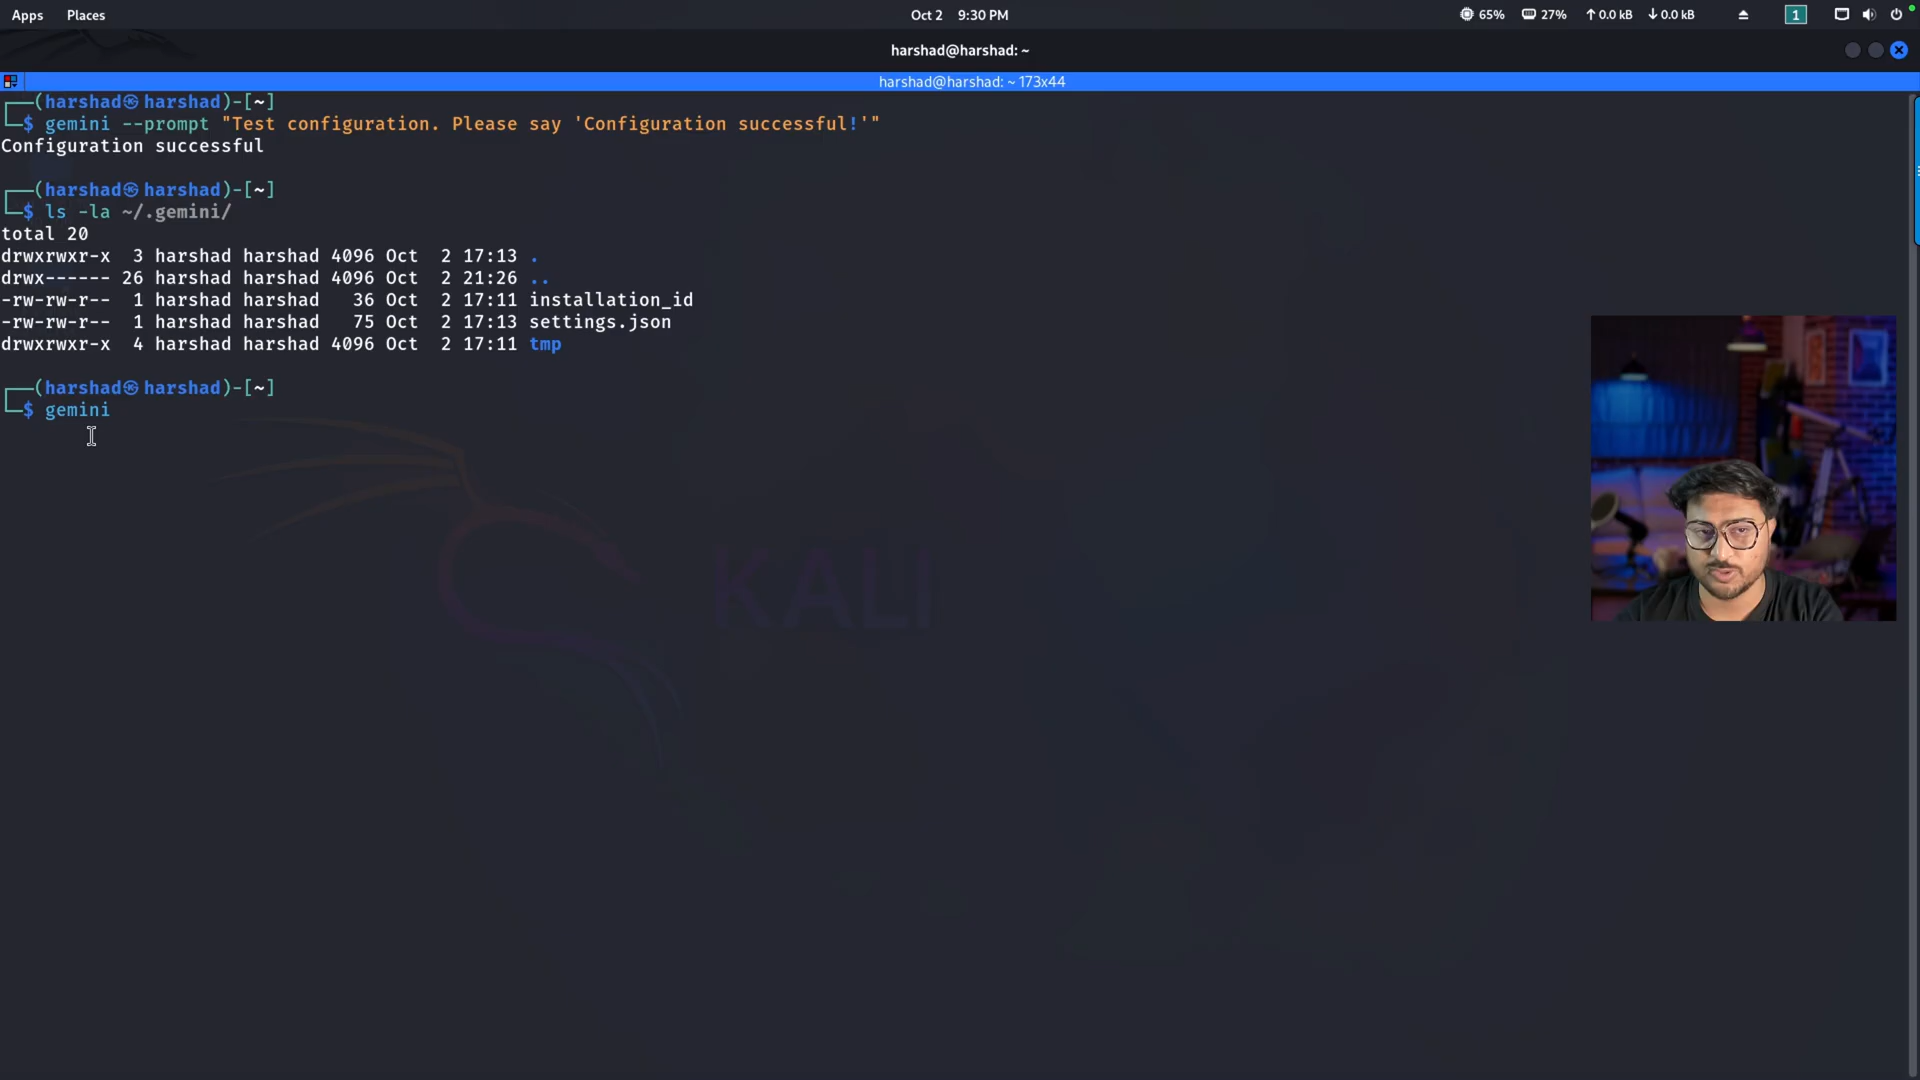 Apps Places Oct 2 9:30 PM 65% 27% ↑ 0.0 kB ↓ 0.0 kB 1
harshad@harshad: ~
harshad@harshad: ~ 173x44
┌──(harshad㉿harshad)-[~]
└─$ gemini --prompt "Test configuration. Please say 'Configuration successful!'"
Configuration successful
┌──(harshad㉿harshad)-[~]
└─$ ls -la ~/.gemini/
total 20
drwxrwxr-x  3 harshad harshad 4096 Oct  2 17:13 .
drwx------ 26 harshad harshad 4096 Oct  2 21:26 ..
-rw-rw-r--  1 harshad harshad   36 Oct  2 17:11 installation_id
-rw-rw-r--  1 harshad harshad   75 Oct  2 17:13 settings.json
drwxrwxr-x  4 harshad harshad 4096 Oct  2 17:11 tmp
┌──(harshad㉿harshad)-[~]
└─$ gemini
KALI